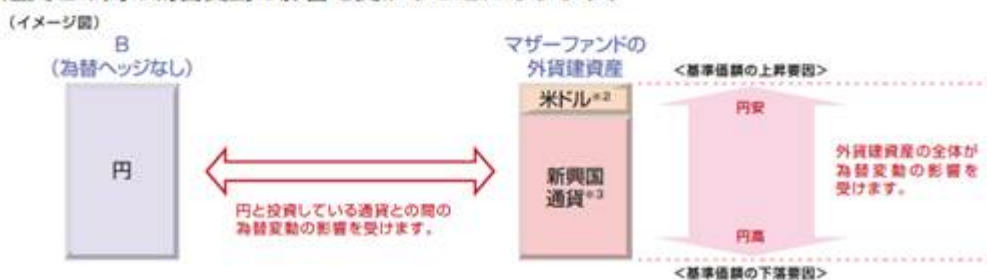 (イメージ図)
B
(為替ヘッジなし)
円
円と投資している通貨との間の
為替変動の影響を受けます。
マザーファンドの
外貨建資産
米ドル※2
新興国
通貨※3
<基準価額の上昇要因>
円安
外貨建資産の全体が
為替変動の影響を
受けます。
円高
<基準価額の下落要因>